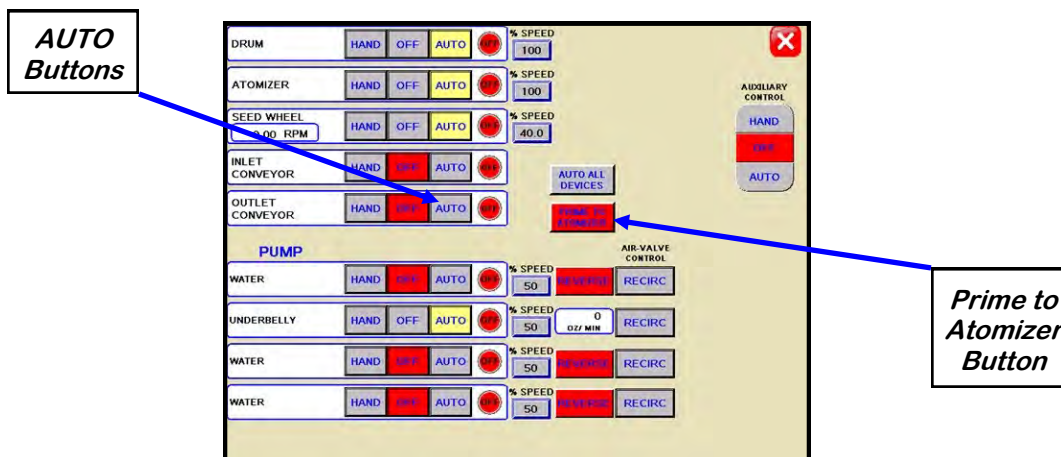 AUTO
Buttons
DRUM HAND OFF AUTO OFF % SPEED 100
ATOMIZER HAND OFF AUTO OFF % SPEED 100
AUXILIARY
CONTROL
HAND
OFF
AUTO
SEED WHEEL HAND OFF AUTO OFF % SPEED 40.0
0.00 RPM
INLET
CONVEYOR HAND OFF AUTO OFF
AUTO ALL
DEVICES
OUTLET
CONVEYOR HAND OFF AUTO OFF
PRIME TO
ATOMIZER
PUMP
AIR-VALVE
CONTROL
WATER HAND OFF AUTO OFF % SPEED 50 REVERSE RECIRC
UNDERBELLY HAND OFF AUTO OFF % SPEED 50 0 OZ/ MIN RECIRC
WATER HAND OFF AUTO OFF % SPEED 50 REVERSE RECIRC
WATER HAND OFF AUTO OFF % SPEED 50 REVERSE RECIRC
Prime to
Atomizer
Button